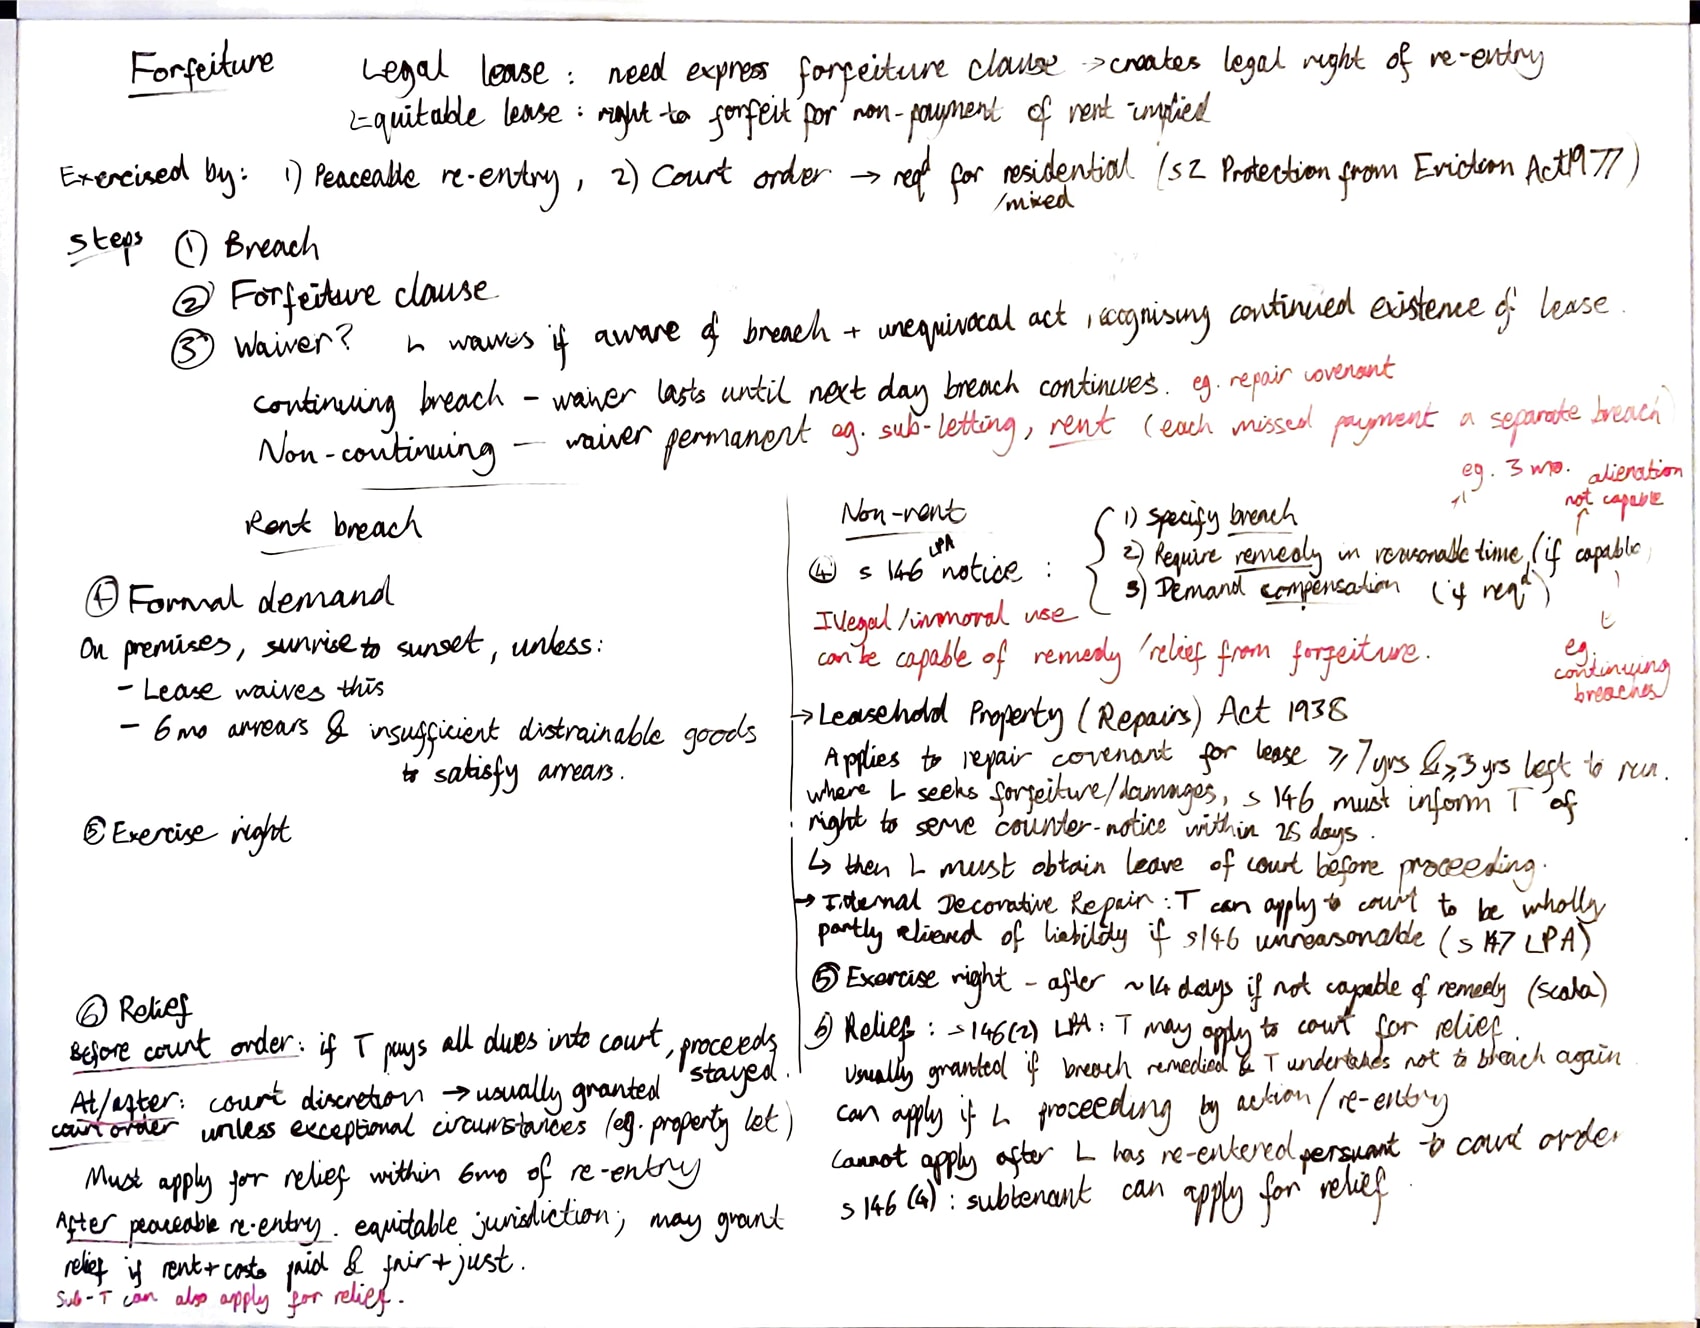 Forfeiture Legal lease : need express forfeiture clause → creates legal right of re-entry
Equitable lease : right to forfeit for non-payment of rent implied
Exercised by: 1) Peaceable re-entry, 2) Court order → reqd for residential (s2 Protection from Eviction Act 1977)
/mixed
Steps ① Breach
② Forfeiture clause
③ Waiver? L waives if aware of breach + unequivocal act recognising continued existence of lease.
continuing breach – waiver lasts until next day breach continues. eg. repair covenant
Non-continuing — waiver permanent eg. sub-letting, rent (each missed payment a separate breach)
Rent breach
④ Formal demand
On premises, sunrise to sunset, unless:
- Lease waives this
- 6mo arrears & insufficient distrainable goods
to satisfy arrears.
⑤ Exercise right
⑥ Relief
Before court order: if T pays all dues into court, proceeds
stayed.
At/after: court discretion → usually granted
court order unless exceptional circumstances (eg. property let)
Must apply for relief within 6mo of re-entry
After peaceable re-entry. equitable jurisdiction; may grant
relief if rent + costs paid & fair + just.
Sub-T can also apply for relief.
eg. 3 mo. alienation
not capable
Non-rent
④ s 146 LPA notice :
1) Specify breach
2) Require remedy in reasonable time (if capable)
3) Demand compensation (if reqd)
Illegal/immoral use
can be capable of remedy/relief from forfeiture.
eg.
continuing
breaches
→ Leasehold Property (Repairs) Act 1938
Applies to repair covenant for lease ≥ 7yrs & ≥ 3 yrs left to run.
where L seeks forfeiture/damages, s 146 must inform T of
right to serve counter-notice within 28 days.
↳ then L must obtain leave of court before proceeding.
→ Internal Decorative Repair : T can apply to court to be wholly
partly relieved of liability if s146 unreasonable (s 147 LPA)
⑤ Exercise right – after ~14 days if not capable of remedy (Scala)
⑥ Relief : s 146(2) LPA : T may apply to court for relief.
Usually granted if breach remedied & T undertakes not to breach again
can apply if L proceeding by action / re-entry
Cannot apply after L has re-entered persuant to court order
s 146 (4) : subtenant can apply for relief.